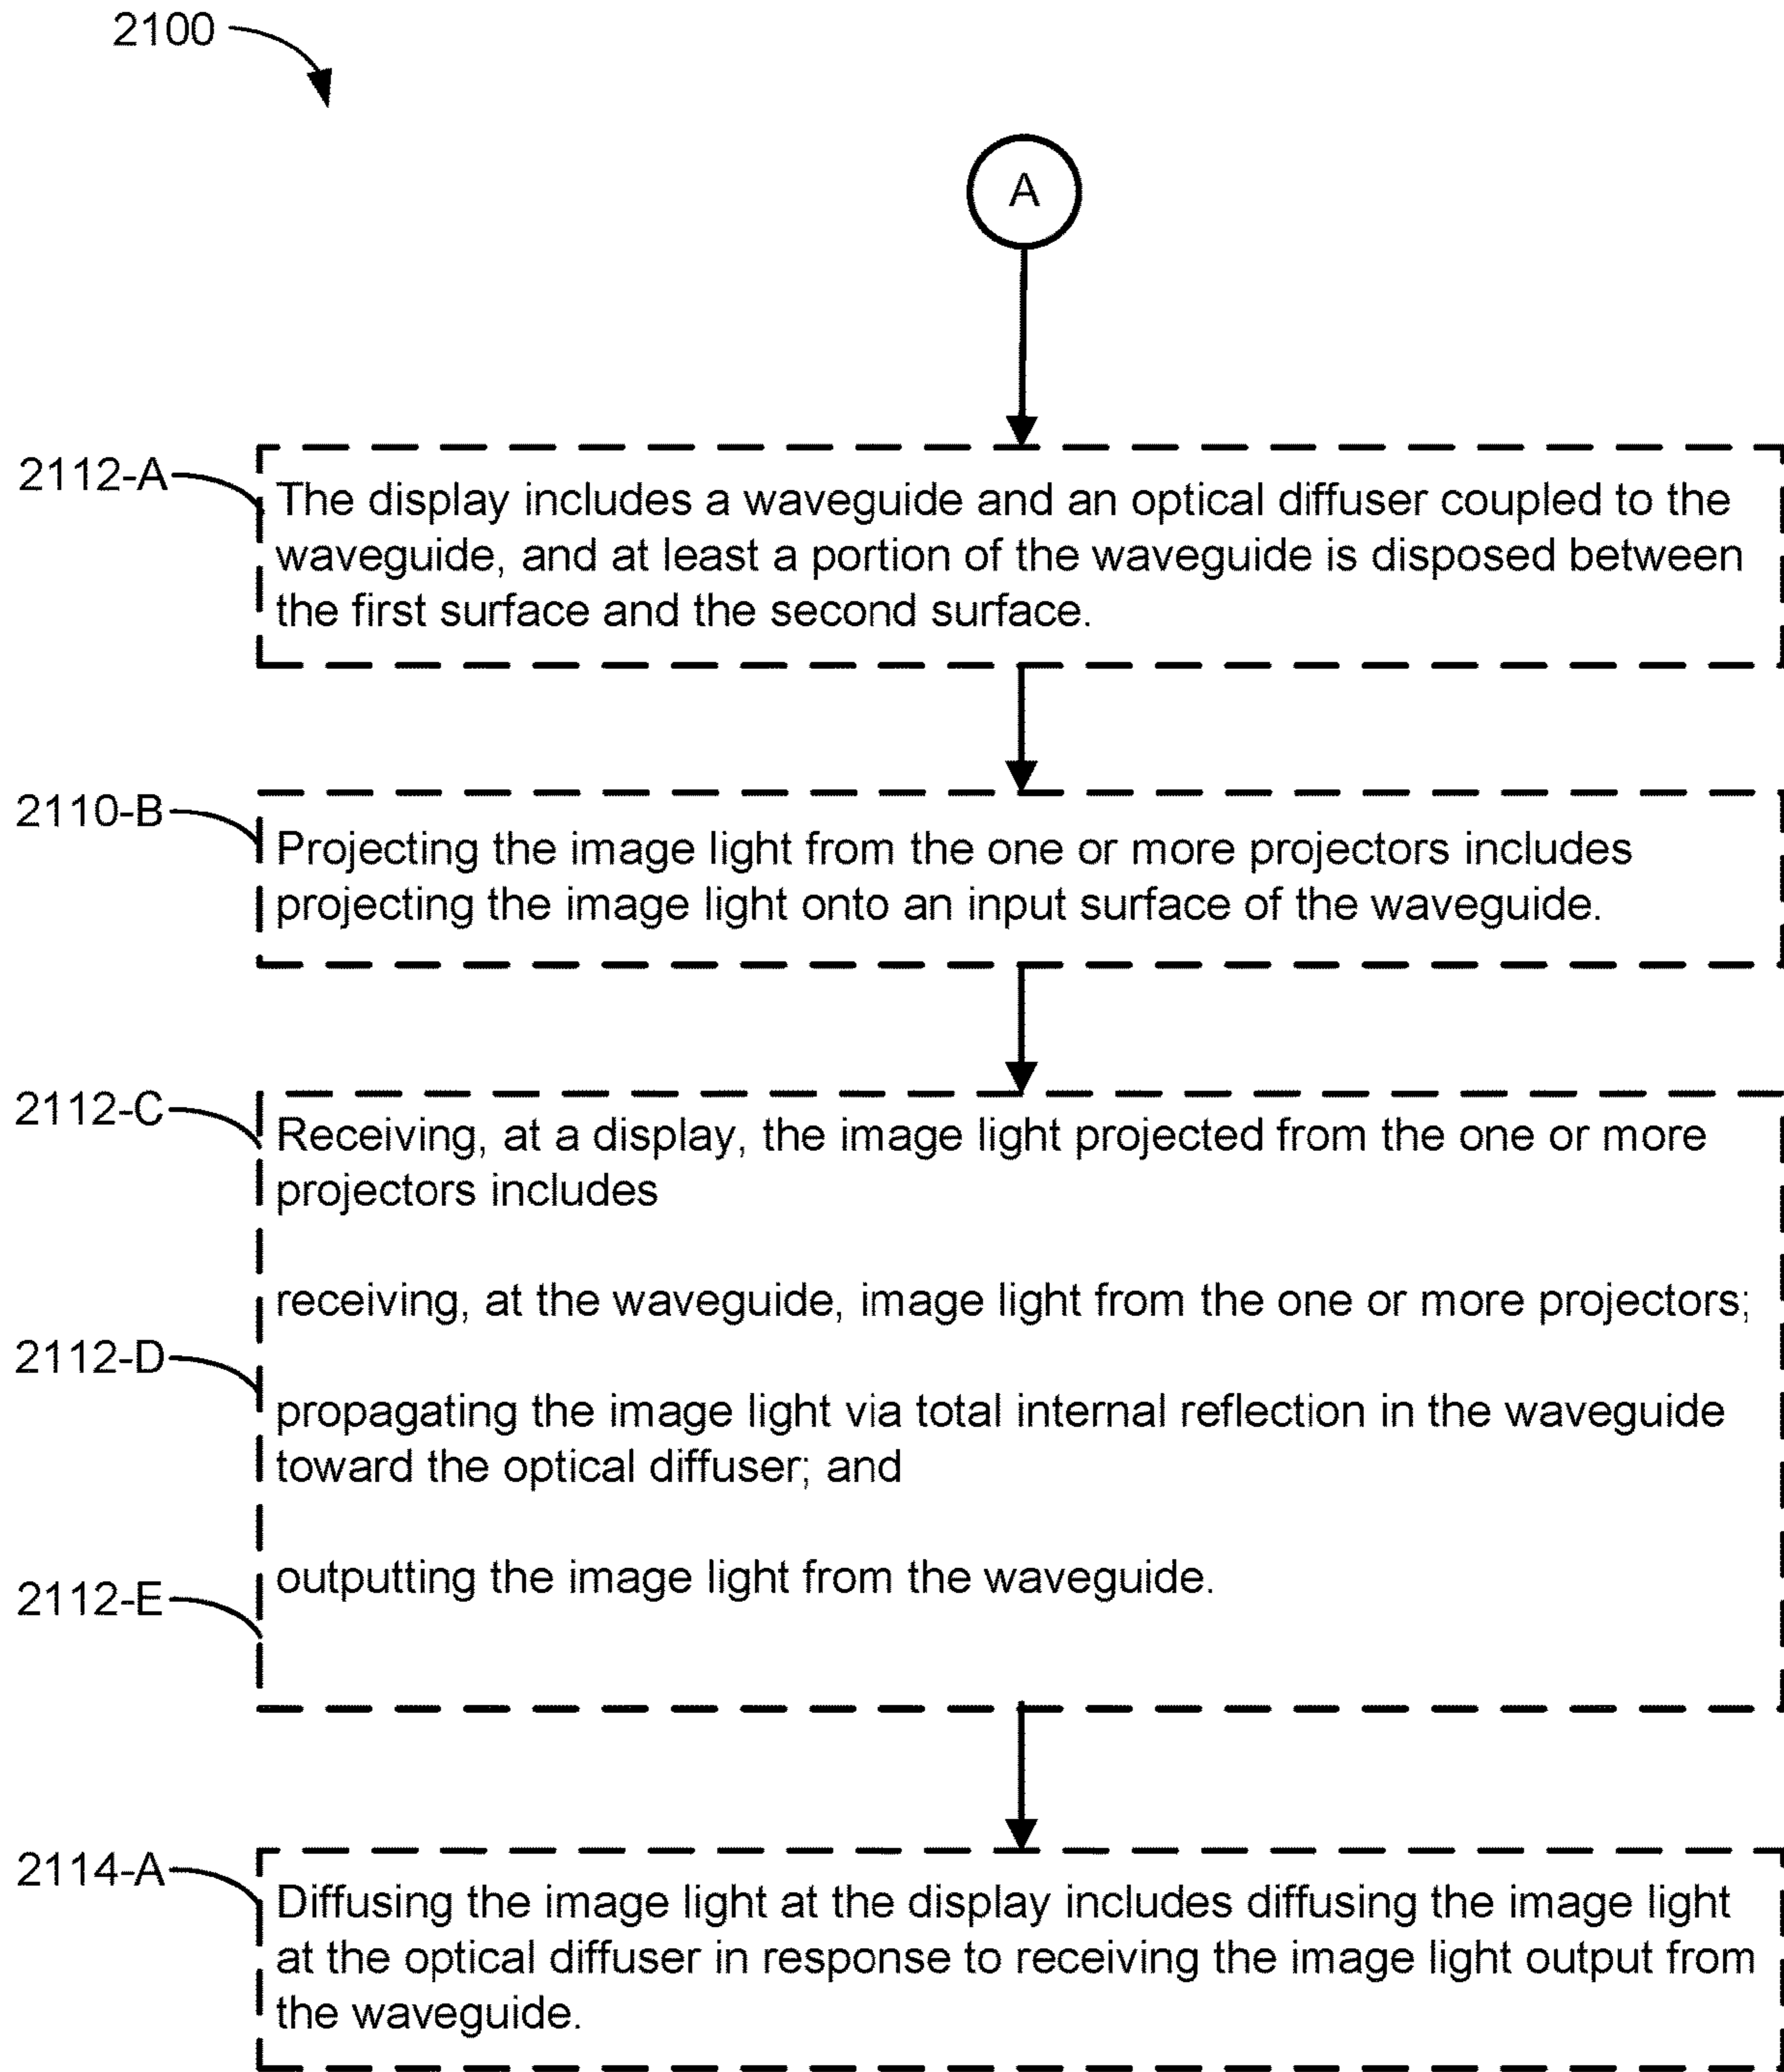 2100
A
2112-A
The display includes a waveguide and an optical diffuser coupled to the
waveguide, and at least a portion of the waveguide is disposed between
the first surface and the second surface.
2110-B
Projecting the image light from the one or more projectors includes
projecting the image light onto an input surface of the waveguide.
2112-C
Receiving, at a display, the image light projected from the one or more
projectors includes
receiving, at the waveguide, image light from the one or more projectors;
2112-D
propagating the image light via total internal reflection in the waveguide
toward the optical diffuser; and
outputting the image light from the waveguide.
2112-E
2114-A
Diffusing the image light at the display includes diffusing the image light
at the optical diffuser in response to receiving the image light output from
the waveguide.